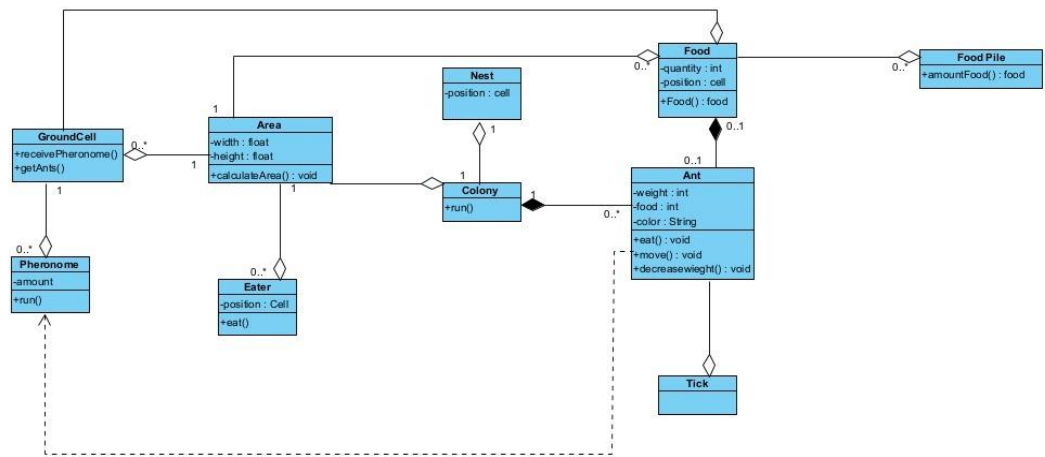 Food
-quantity : int
-position : cell
+Food() : food
0..*
0..1
Food Pile
+amountFood() : food
0..*
Nest
-position : cell
1
GroundCell
+receivePheronome()
+getAnts()
0..*
1
1
Area
-width : float
-height : float
+calculateArea() : void
1
1
Colony
+run()
1
1
0..*
0..1
Ant
-weight : int
-food : int
-color : String
+eat() : void
+move() : void
+decreasewieght() : void
0..*
Pheronome
-amount
+run()
0..*
Eater
-position : Cell
+eat()
Tick